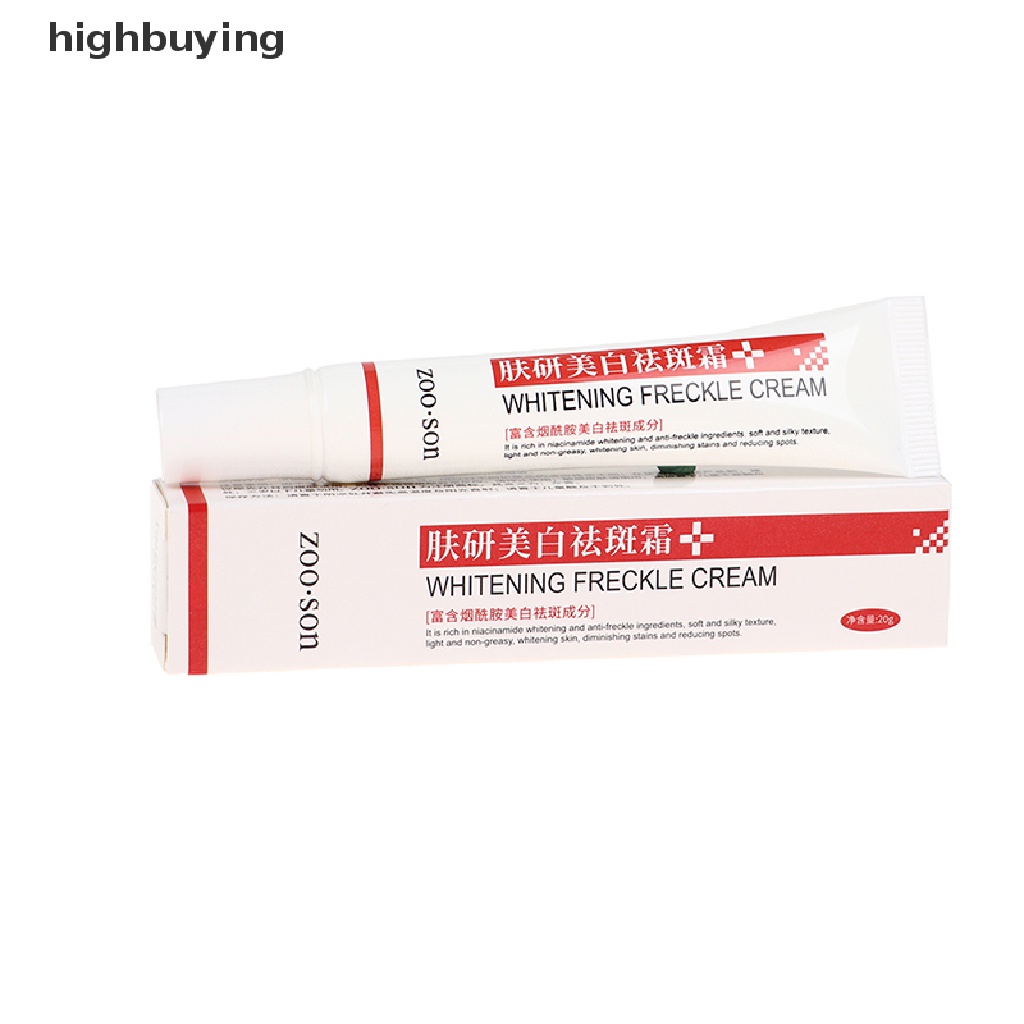 highbuying
zoo·son
肤研美白祛斑霜
WHITENING FRECKLE CREAM
[富含烟酰胺美白祛斑成分]
It is rich in niacinamide whitening and anti-freckle ingredients, soft and silky texture,
light and non-greasy, whitening skin, diminishing stains and reducing spots.
zoo·son
肤研美白祛斑霜
WHITENING FRECKLE CREAM
[富含烟酰胺美白祛斑成分]
It is rich in niacinamide whitening and anti-freckle ingredients, soft and silky texture,
light and non-greasy, whitening skin, diminishing stains and reducing spots.
净含量:20g